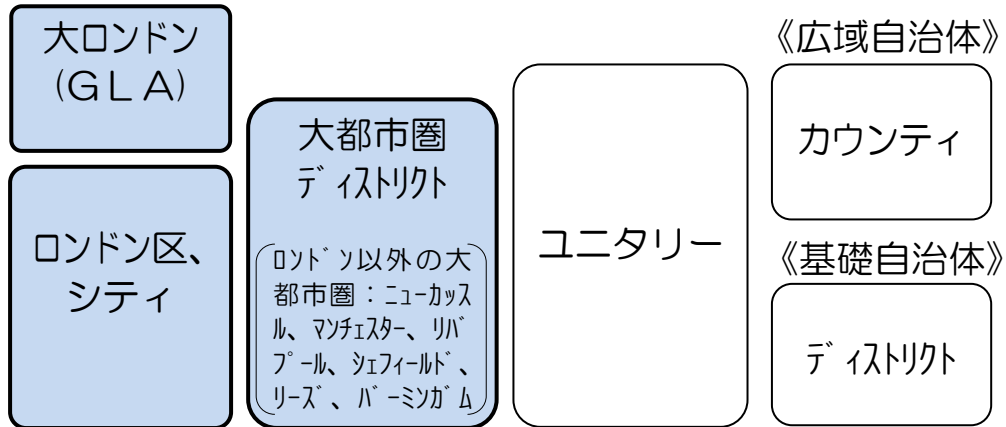 大ロンドン
(ＧＬＡ)
ロンドン区、
シティ
大都市圏
ﾃﾞｨｽﾄﾘｸﾄ
ﾛﾝﾄﾞﾝ以外の大
都市圏：ﾆｭｰｶｯｽ
ﾙ、ﾏﾝﾁｪｽﾀｰ、ﾘﾊﾞ
ﾌﾟｰﾙ、ｼｪﾌｨｰﾙﾄﾞ、
ﾘｰｽﾞ、ﾊﾞｰﾐﾝｶﾞﾑ
ユニタリー
《広域自治体》
カウンティ
《基礎自治体》
ﾃﾞｨｽﾄﾘｸﾄ